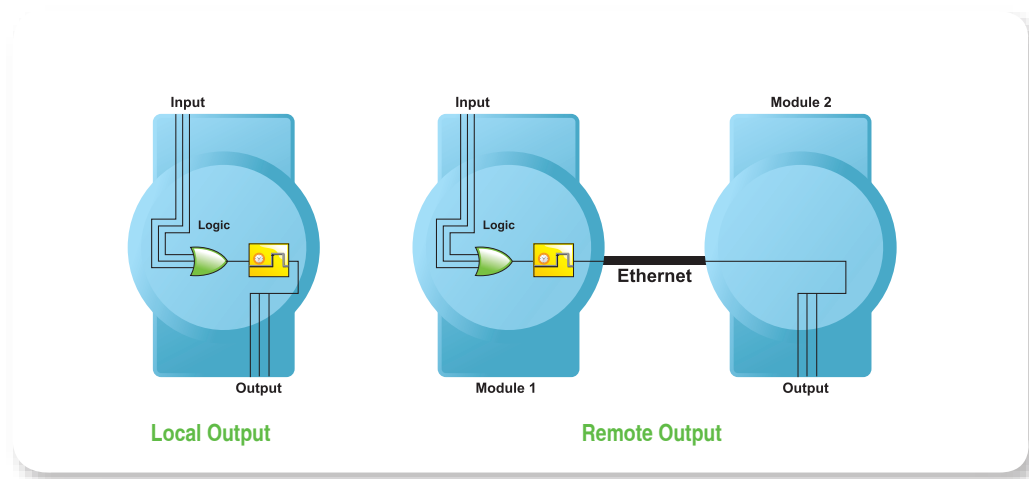 Input
Input
Module 2
Logic
Logic
Ethernet
Output
Module 1
Output
Local Output
Remote Output